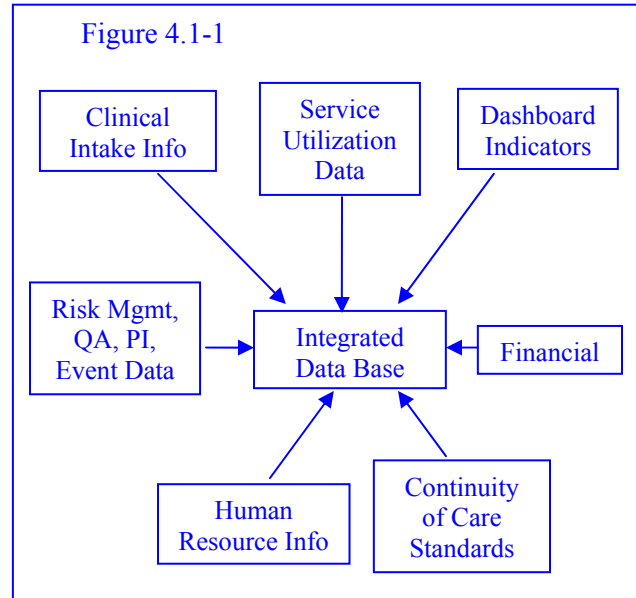 Figure 4.1-1
Clinical
Intake Info
Service
Utilization
Data
Dashboard
Indicators
Risk Mgmt,
QA, PI,
Event Data
Integrated
Data Base
Financial
Human
Resource Info
Continuity
of Care
Standards